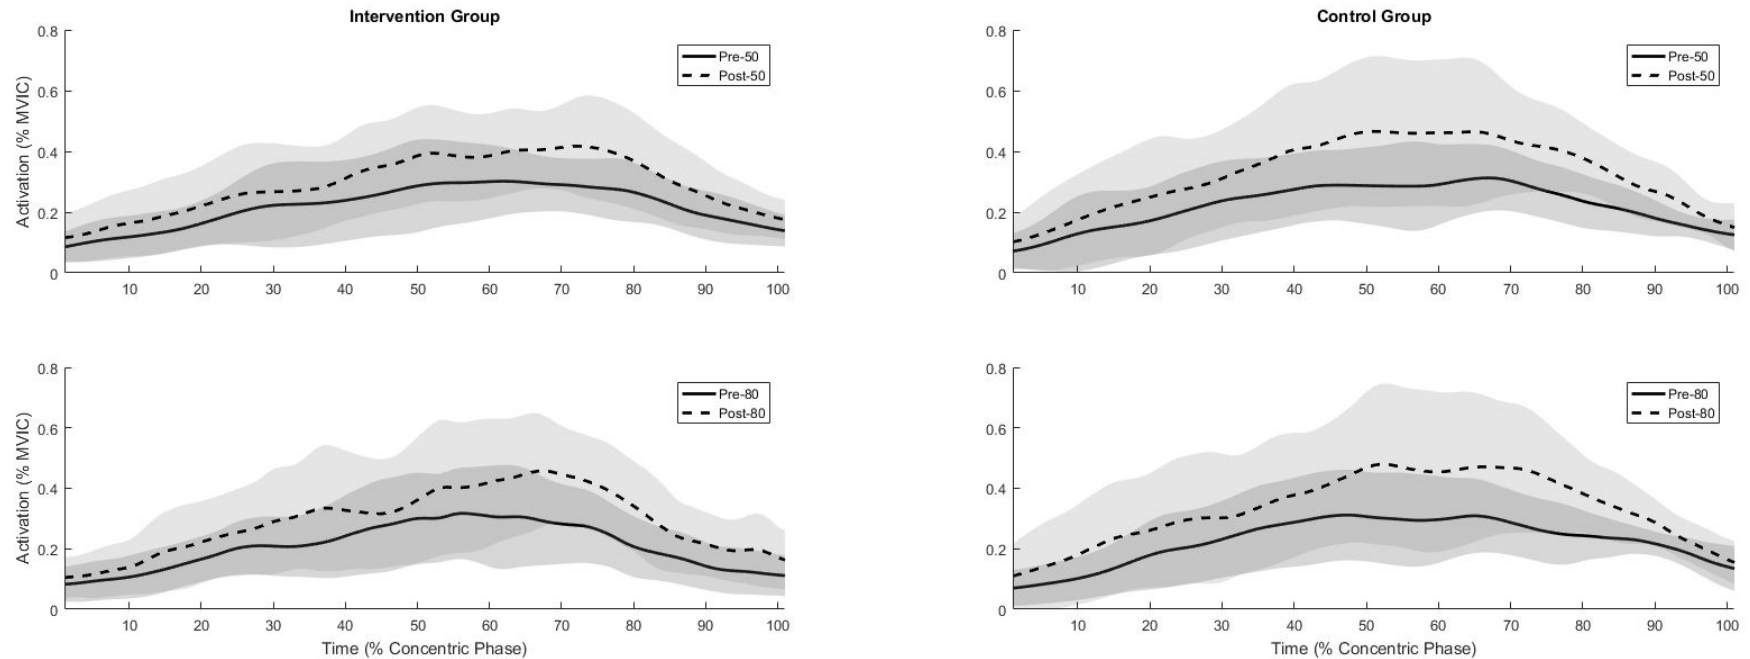 Intervention Group
Activation (% MVIC)
0.8
0.6
0.4
0.2
0
10 20 30 40 50 60 70 80 90 100
Pre-50
Post-50
Control Group
0.8
0.6
0.4
0.2
0
10 20 30 40 50 60 70 80 90 100
Pre-50
Post-50
Activation (% MVIC)
0.8
0.6
0.4
0.2
0
10 20 30 40 50 60 70 80 90 100
Time (% Concentric Phase)
Pre-80
Post-80
0.8
0.6
0.4
0.2
0
10 20 30 40 50 60 70 80 90 100
Time (% Concentric Phase)
Pre-80
Post-80